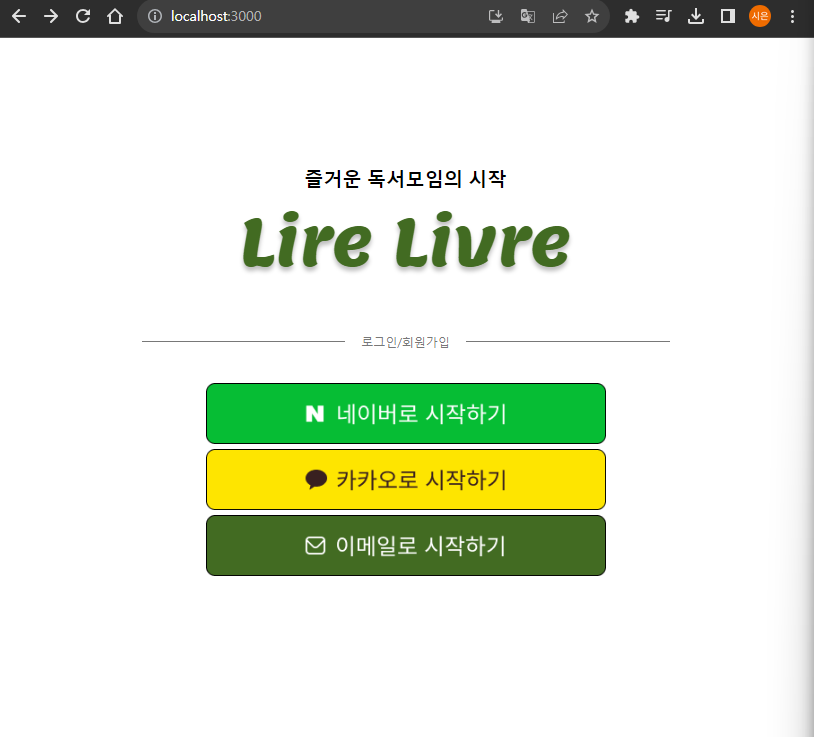 localhost:3000
시은
즐거운 독서모임의 시작
Lire Livre
로그인/회원가입
N 네이버로 시작하기
카카오로 시작하기
이메일로 시작하기